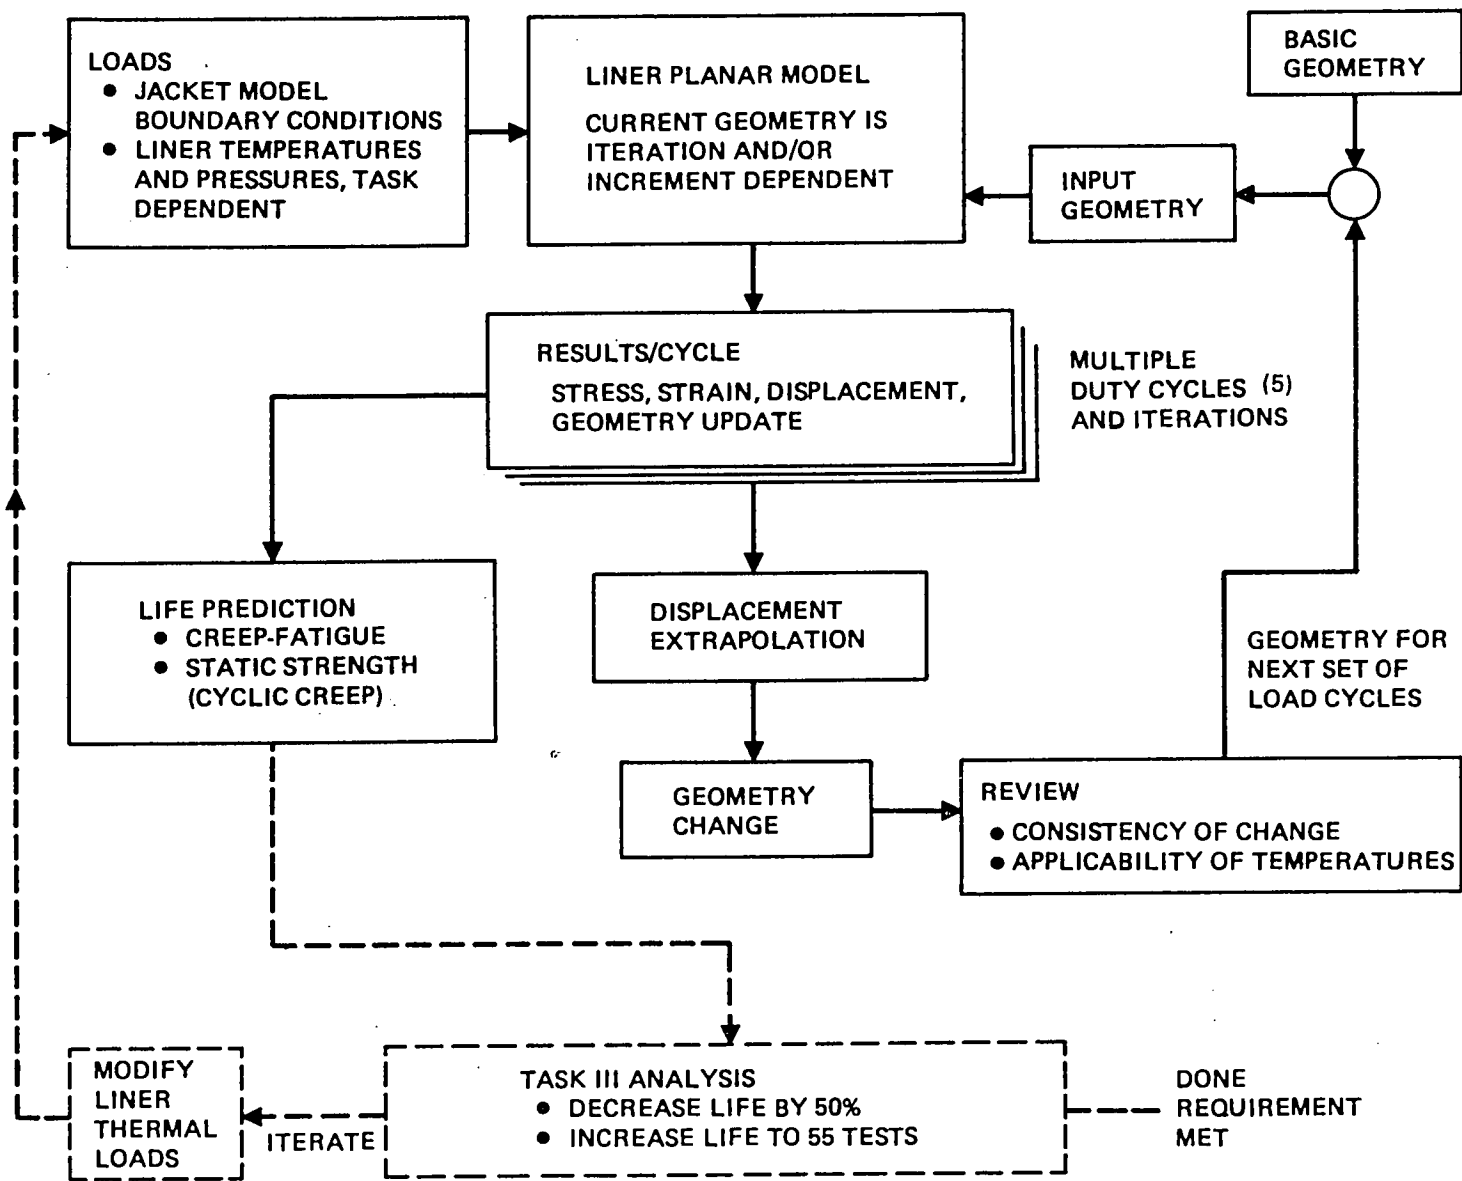 LOADS
● JACKET MODEL
BOUNDARY CONDITIONS
● LINER TEMPERATURES
AND PRESSURES, TASK
DEPENDENT
LINER PLANAR MODEL
CURRENT GEOMETRY IS
ITERATION AND/OR
INCREMENT DEPENDENT
BASIC
GEOMETRY
INPUT
GEOMETRY
RESULTS/CYCLE
STRESS, STRAIN, DISPLACEMENT,
GEOMETRY UPDATE
MULTIPLE
DUTY CYCLES (5)
AND ITERATIONS
LIFE PREDICTION
● CREEP-FATIGUE
● STATIC STRENGTH
(CYCLIC CREEP)
DISPLACEMENT
EXTRAPOLATION
GEOMETRY FOR
NEXT SET OF
LOAD CYCLES
GEOMETRY
CHANGE
REVIEW
● CONSISTENCY OF CHANGE
● APPLICABILITY OF TEMPERATURES
MODIFY
LINER
THERMAL
LOADS
ITERATE
TASK III ANALYSIS
● DECREASE LIFE BY 50%
● INCREASE LIFE TO 55 TESTS
DONE
REQUIREMENT
MET